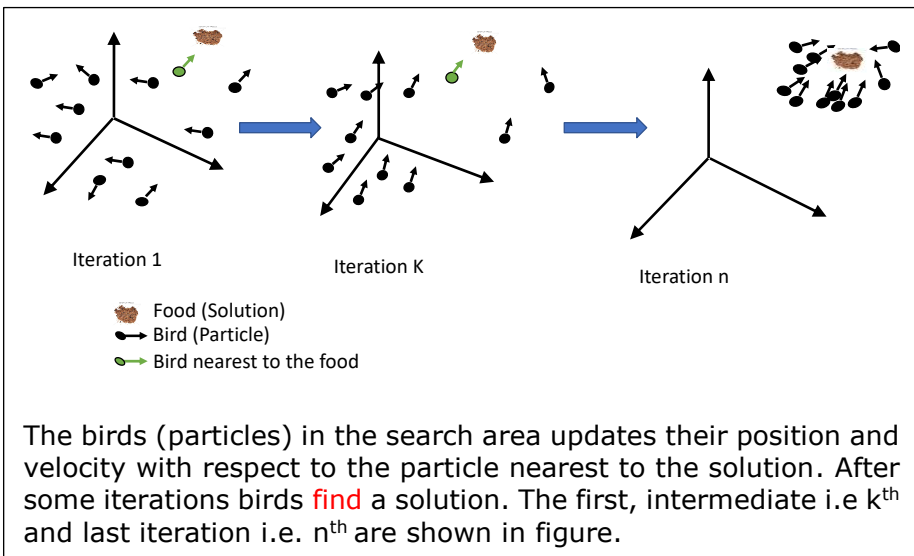 Iteration 1
Iteration K
Iteration n
Food (Solution)
Bird (Particle)
Bird nearest to the food
The birds (particles) in the search area updates their position and
velocity with respect to the particle nearest to the solution. After
some iterations birds find a solution. The first, intermediate i.e kth
and last iteration i.e. nth are shown in figure.